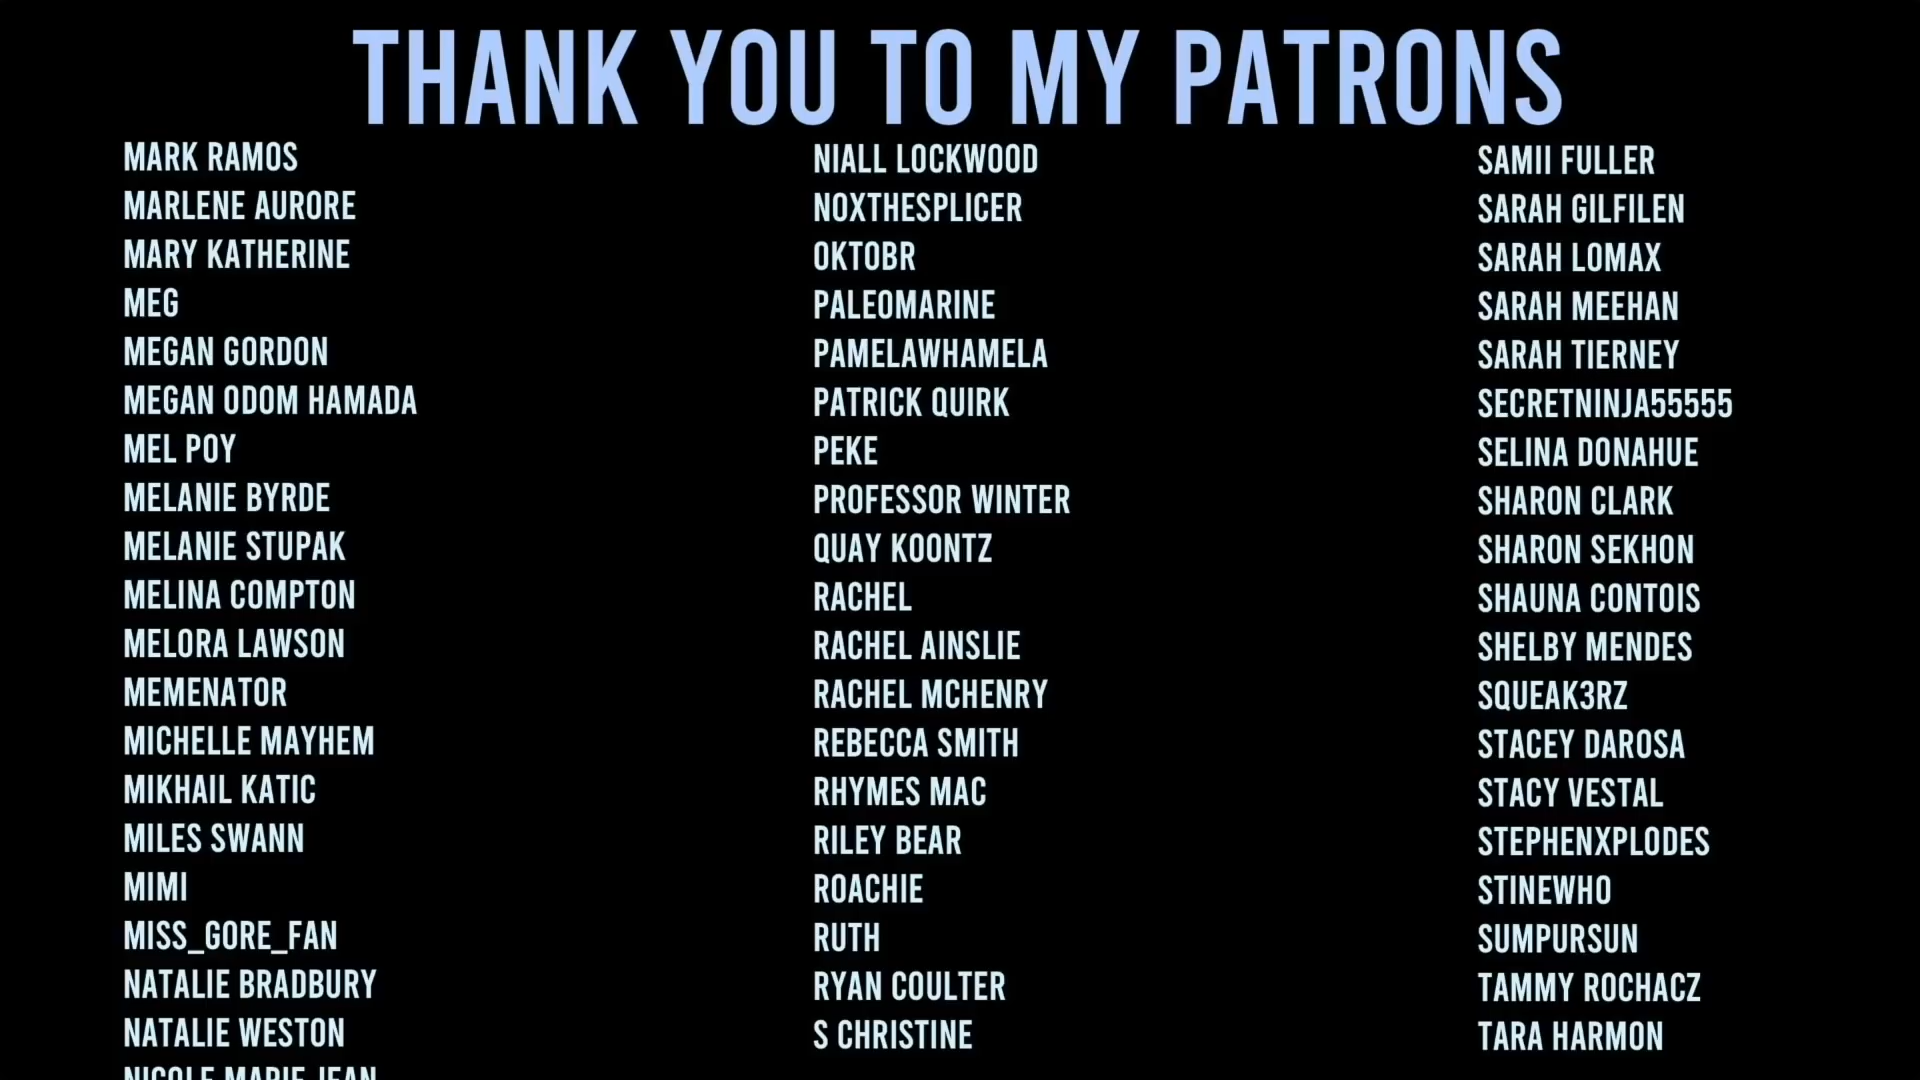 THANK YOU TO MY PATRONS
MARK RAMOS
MARLENE AURORE
MARY KATHERINE
MEG
MEGAN GORDON
MEGAN ODOM HAMADA
MEL POY
MELANIE BYRDE
MELANIE STUPAK
MELINA COMPTON
MELORA LAWSON
MEMENATOR
MICHELLE MAYHEM
MIKHAIL KATIC
MILES SWANN
MIMI
MISS_GORE_FAN
NATALIE BRADBURY
NATALIE WESTON
NICOLE MARIE JEAN
NIALL LOCKWOOD
NOXTHESPLICER
OKTOBR
PALEOMARINE
PAMELAWHAMELA
PATRICK QUIRK
PEKE
PROFESSOR WINTER
QUAY KOONTZ
RACHEL
RACHEL AINSLIE
RACHEL MCHENRY
REBECCA SMITH
RHYMES MAC
RILEY BEAR
ROACHIE
RUTH
RYAN COULTER
S CHRISTINE
SAMII FULLER
SARAH GILFILEN
SARAH LOMAX
SARAH MEEHAN
SARAH TIERNEY
SECRETNINJA55555
SELINA DONAHUE
SHARON CLARK
SHARON SEKHON
SHAUNA CONTOIS
SHELBY MENDES
SQUEAK3RZ
STACEY DAROSA
STACY VESTAL
STEPHENXPLODES
STINEWHO
SUMPURSUN
TAMMY ROCHACZ
TARA HARMON